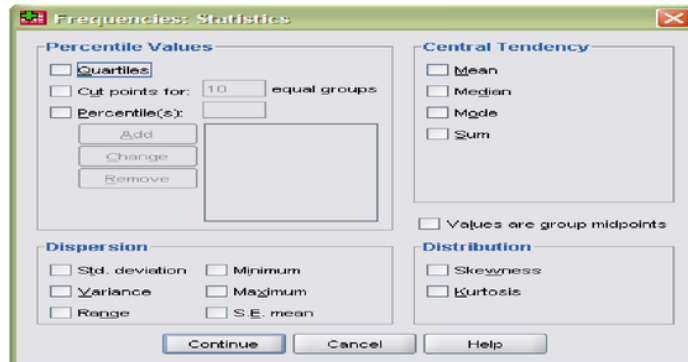 Frequencies: Statistics
Percentile Values
Quartiles
Cut points for: 10 equal groups
Percentile(s):
Add
Change
Remove
Central Tendency
Mean
Median
Mode
Sum
Values are group midpoints
Dispersion
Std. deviation Minimum
Variance Maximum
Range S.E. mean
Distribution
Skewness
Kurtosis
Continue Cancel Help